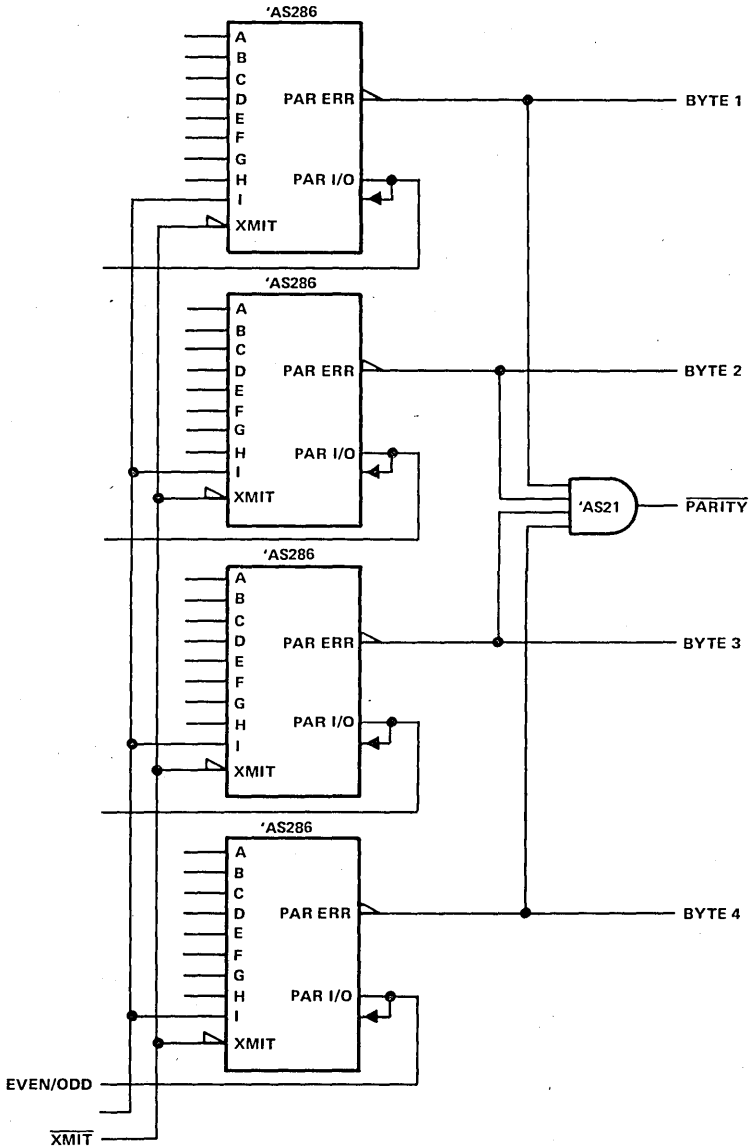 'AS286
A
B
C
D
PAR ERR
BYTE 1
E
F
G
H
PAR I/O
I
XMIT
'AS286
A
B
C
D
PAR ERR
BYTE 2
E
F
G
H
PAR I/O
I
XMIT
'AS21
PARITY
'AS286
A
B
C
D
PAR ERR
BYTE 3
E
F
G
H
PAR I/O
I
XMIT
'AS286
A
B
C
D
PAR ERR
BYTE 4
E
F
G
H
PAR I/O
I
XMIT
EVEN/ODD
XMIT